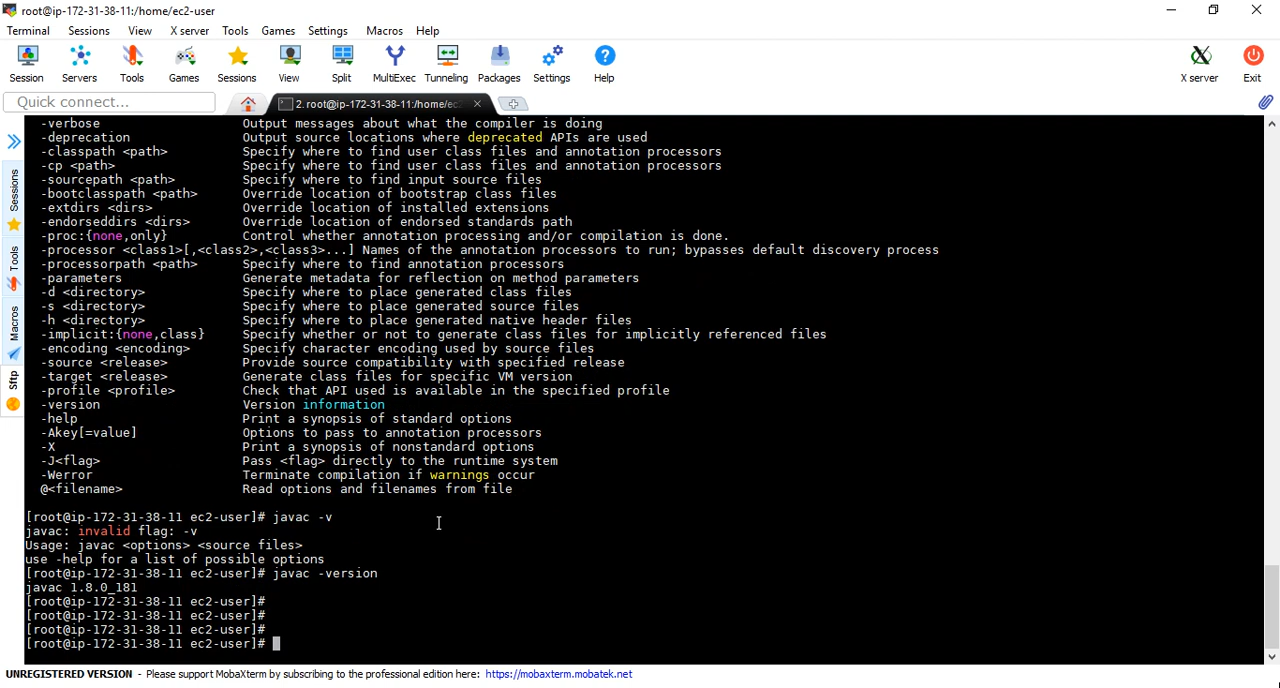 root@ip-172-31-38-11:/home/ec2-user
Terminal Sessions View X server Tools Games Settings Macros Help
Session Servers Tools Games Sessions View Split MultiExec Tunneling Packages Settings Help X server Exit
Quick connect... 2. root@ip-172-31-38-11:/home/ec
Sessions
Tools
Macros
Sftp
-verbose Output messages about what the compiler is doing
-deprecation Output source locations where deprecated APIs are used
-classpath <path> Specify where to find user class files and annotation processors
-cp <path> Specify where to find user class files and annotation processors
-sourcepath <path> Specify where to find input source files
-bootclasspath <path> Override location of bootstrap class files
-extdirs <dirs> Override location of installed extensions
-endorseddirs <dirs> Override location of endorsed standards path
-proc:{none,only} Control whether annotation processing and/or compilation is done.
-processor <class1>[,<class2>,<class3>...] Names of the annotation processors to run; bypasses default discovery process
-processorpath <path> Specify where to find annotation processors
-parameters Generate metadata for reflection on method parameters
-d <directory> Specify where to place generated class files
-s <directory> Specify where to place generated source files
-h <directory> Specify where to place generated native header files
-implicit:{none,class} Specify whether or not to generate class files for implicitly referenced files
-encoding <encoding> Specify character encoding used by source files
-source <release> Provide source compatibility with specified release
-target <release> Generate class files for specific VM version
-profile <profile> Check that API used is available in the specified profile
-version Version information
-help Print a synopsis of standard options
-Akey[=value] Options to pass to annotation processors
-X Print a synopsis of nonstandard options
-J<flag> Pass <flag> directly to the runtime system
-Werror Terminate compilation if warnings occur
@<filename> Read options and filenames from file
[root@ip-172-31-38-11 ec2-user]# javac -v
javac: invalid flag: -v
Usage: javac <options> <source files>
use -help for a list of possible options
[root@ip-172-31-38-11 ec2-user]# javac -version
javac 1.8.0_181
[root@ip-172-31-38-11 ec2-user]#
[root@ip-172-31-38-11 ec2-user]#
[root@ip-172-31-38-11 ec2-user]#
[root@ip-172-31-38-11 ec2-user]#
UNREGISTERED VERSION - Please support MobaXterm by subscribing to the professional edition here: https://mobaxterm.mobatek.net